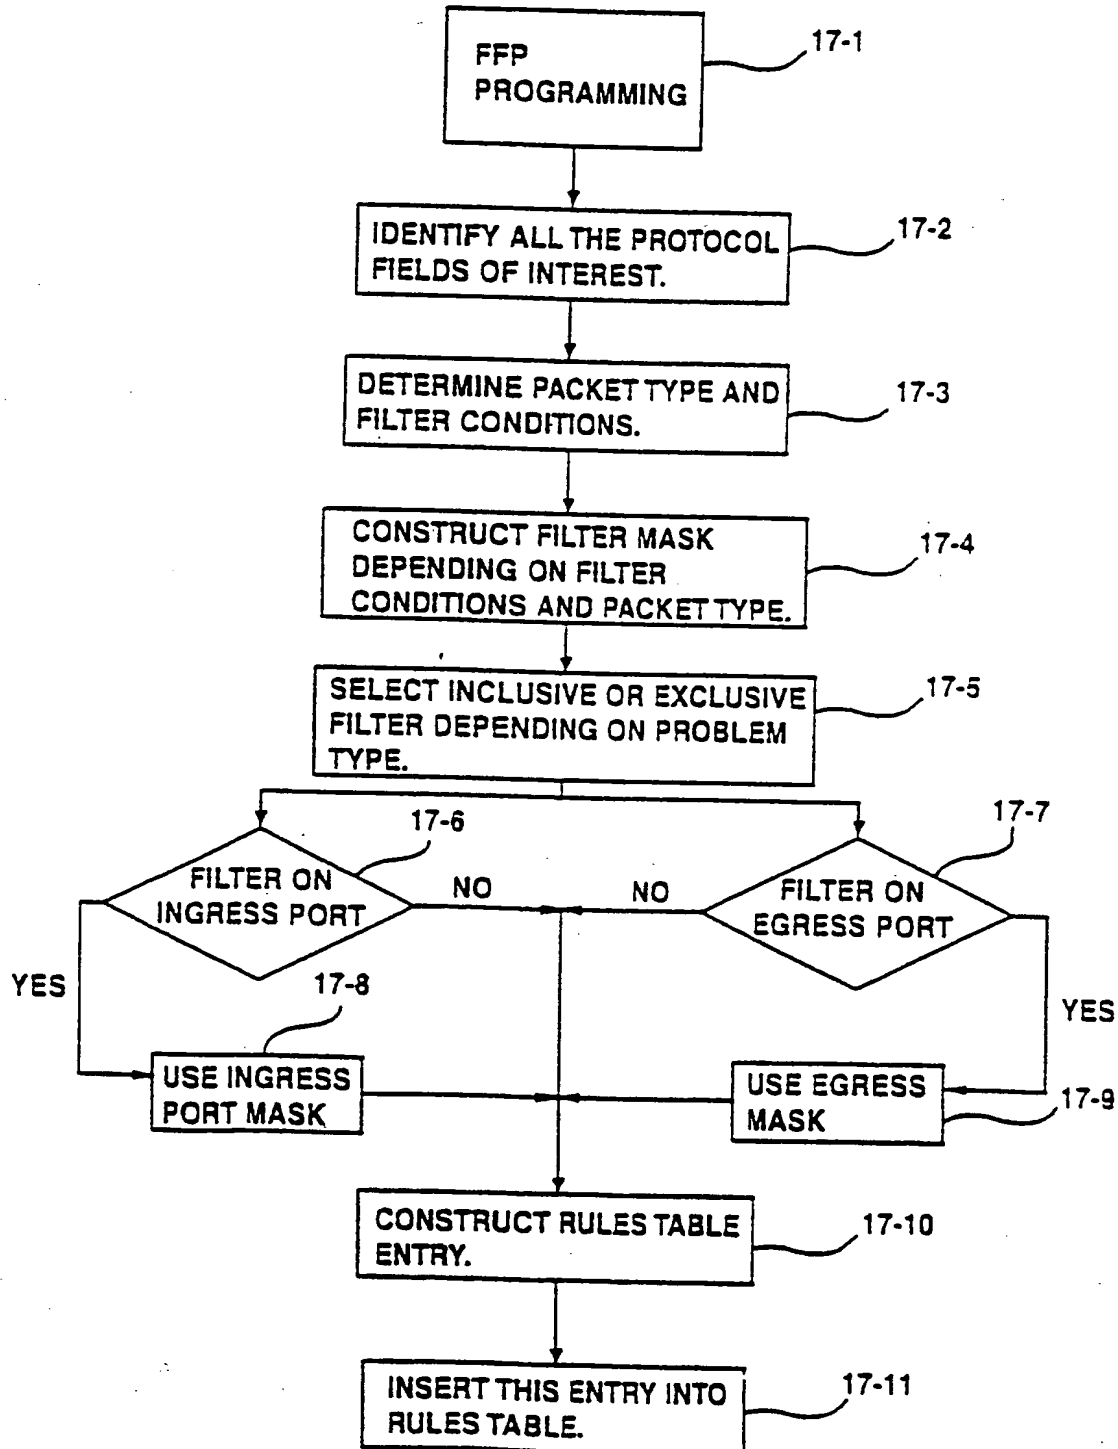 FFP
PROGRAMMING
17-1
IDENTIFY ALL THE PROTOCOL
FIELDS OF INTEREST.
17-2
DETERMINE PACKET TYPE AND
FILTER CONDITIONS.
17-3
CONSTRUCT FILTER MASK
DEPENDING ON FILTER
CONDITIONS AND PACKET TYPE.
17-4
SELECT INCLUSIVE OR EXCLUSIVE
FILTER DEPENDING ON PROBLEM
TYPE.
17-5
17-6
FILTER ON
INGRESS PORT
NO
YES
17-7
FILTER ON
EGRESS PORT
NO
YES
17-8
USE INGRESS
PORT MASK
USE EGRESS
MASK
17-9
CONSTRUCT RULES TABLE
ENTRY.
17-10
INSERT THIS ENTRY INTO
RULES TABLE.
17-11